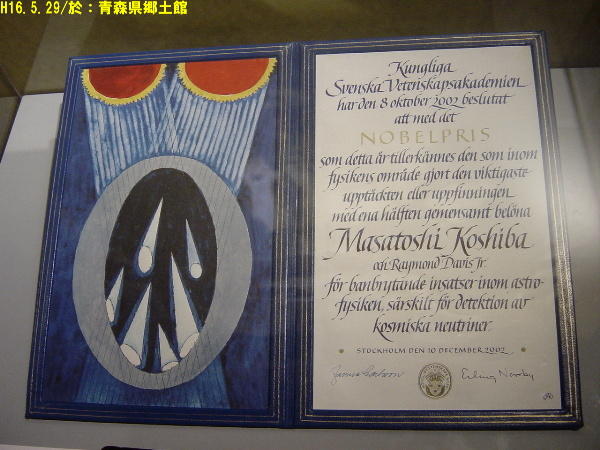 H16.5.29/於：青森県郷土館
Kungliga
Svenska Vetenskapsakademien
har den 8 oktober 2002 beslutat
att med det
NOBELPRIS
som detta år tillerkännes den som inom
fysikens område gjort den viktigaste
upptäckten eller uppfinningen
med ena hälften gemensamt belöna
Masatoshi Koshiba
och Raymond Davis Jr.
för banbrytande insatser inom astro-
fysiken, särskilt för detektion av
kosmiska neutriner
STOCKHOLM DEN 10 DECEMBER 2002
Erling Norrby